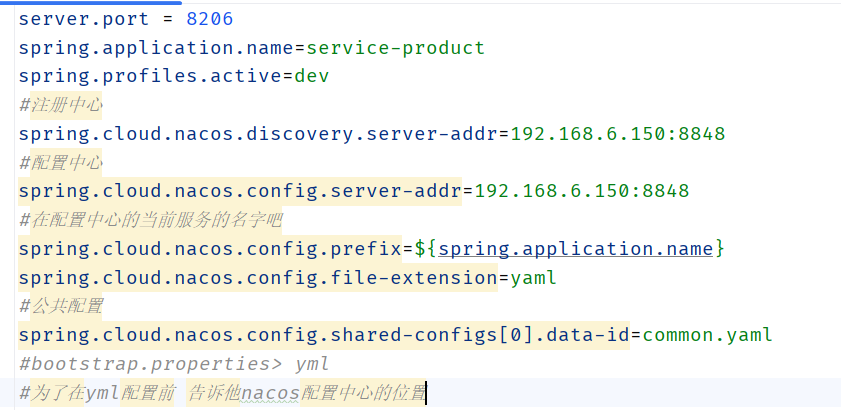 server.port = 8206
spring.application.name=service-product
spring.profiles.active=dev
#注册中心
spring.cloud.nacos.discovery.server-addr=192.168.6.150:8848
#配置中心
spring.cloud.nacos.config.server-addr=192.168.6.150:8848
#在配置中心的当前服务的名字吧
spring.cloud.nacos.config.prefix=${spring.application.name}
spring.cloud.nacos.config.file-extension=yaml
#公共配置
spring.cloud.nacos.config.shared-configs[0].data-id=common.yaml
#bootstrap.properties> yml
#为了在yml配置前 告诉他nacos配置中心的位置